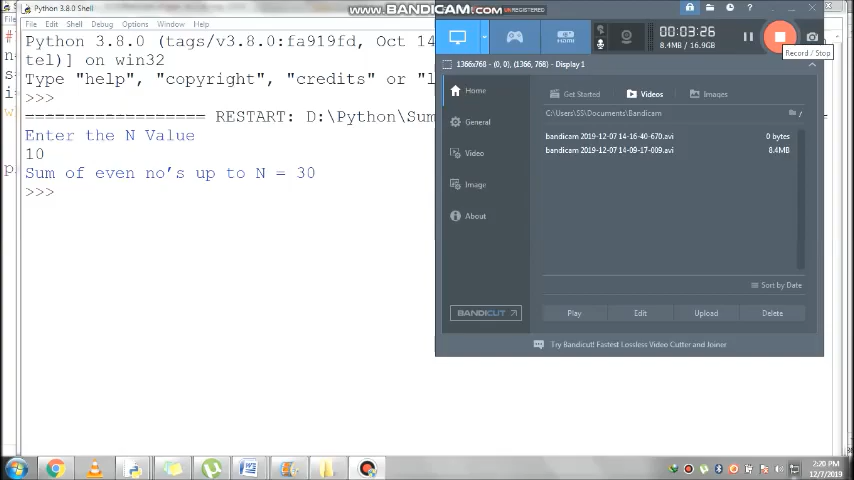 Python 3.8.0 Shell
File Edit Shell Debug Options Window Help
Python 3.8.0 (tags/v3.8.0:fa919fd, Oct 14
tel)] on win32
Type "help", "copyright", "credits" or "l
>>>
================== RESTART: D:\Python\Sum
Enter the N Value
10
Sum of even no's up to N = 30
>>>
www.BANDICAM.com UNREGISTERED
00:03:26
8.4MB / 16.9GB
Record / Stop
1366x768 - (0, 0), (1366, 768) - Display 1
Home
General
Video
Image
About
BANDICUT
Get Started Videos Images
C:\Users\SS\Documents\Bandicam
bandicam 2019-12-07 14-16-40-670.avi 0 bytes
bandicam 2019-12-07 14-09-17-009.avi 8.4MB
Sort by Date
Play Edit Upload Delete
Try Bandicut! Fastest Lossless Video Cutter and Joiner
2:20 PM
12/7/2019